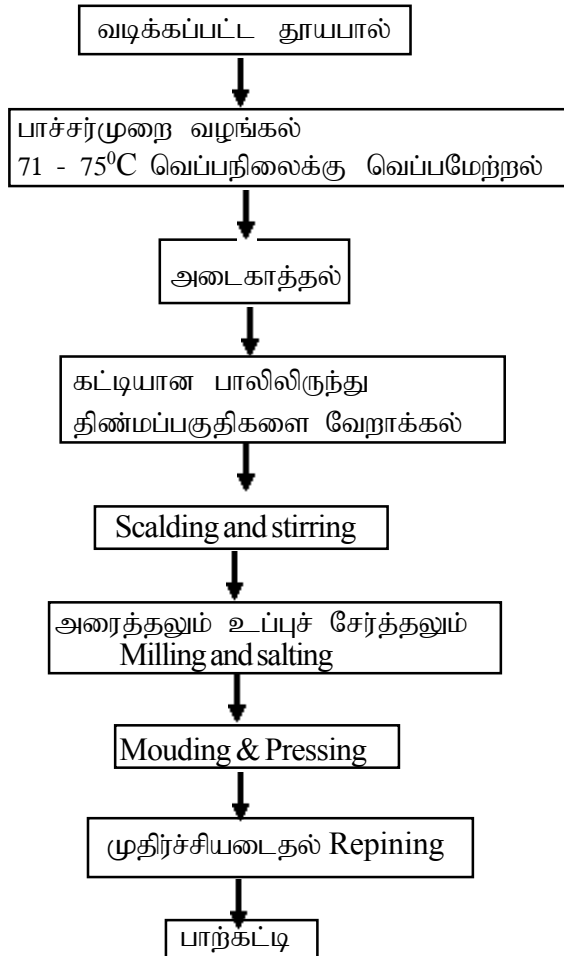 வடிக்கப்பட்ட தூயபால்
பாச்சர்முறை வழங்கல்
71 - 75⁰C வெப்பநிலைக்கு வெப்பமேற்றல்
அடைகாத்தல்
கட்டியான பாலிலிருந்து
திண்மப்பகுதிகளை வேறாக்கல்
Scalding and stirring
அரைத்தலும் உப்புச் சேர்த்தலும்
Milling and salting
Mouding & Pressing
முதிர்ச்சியடைதல் Repining
பாற்கட்டி